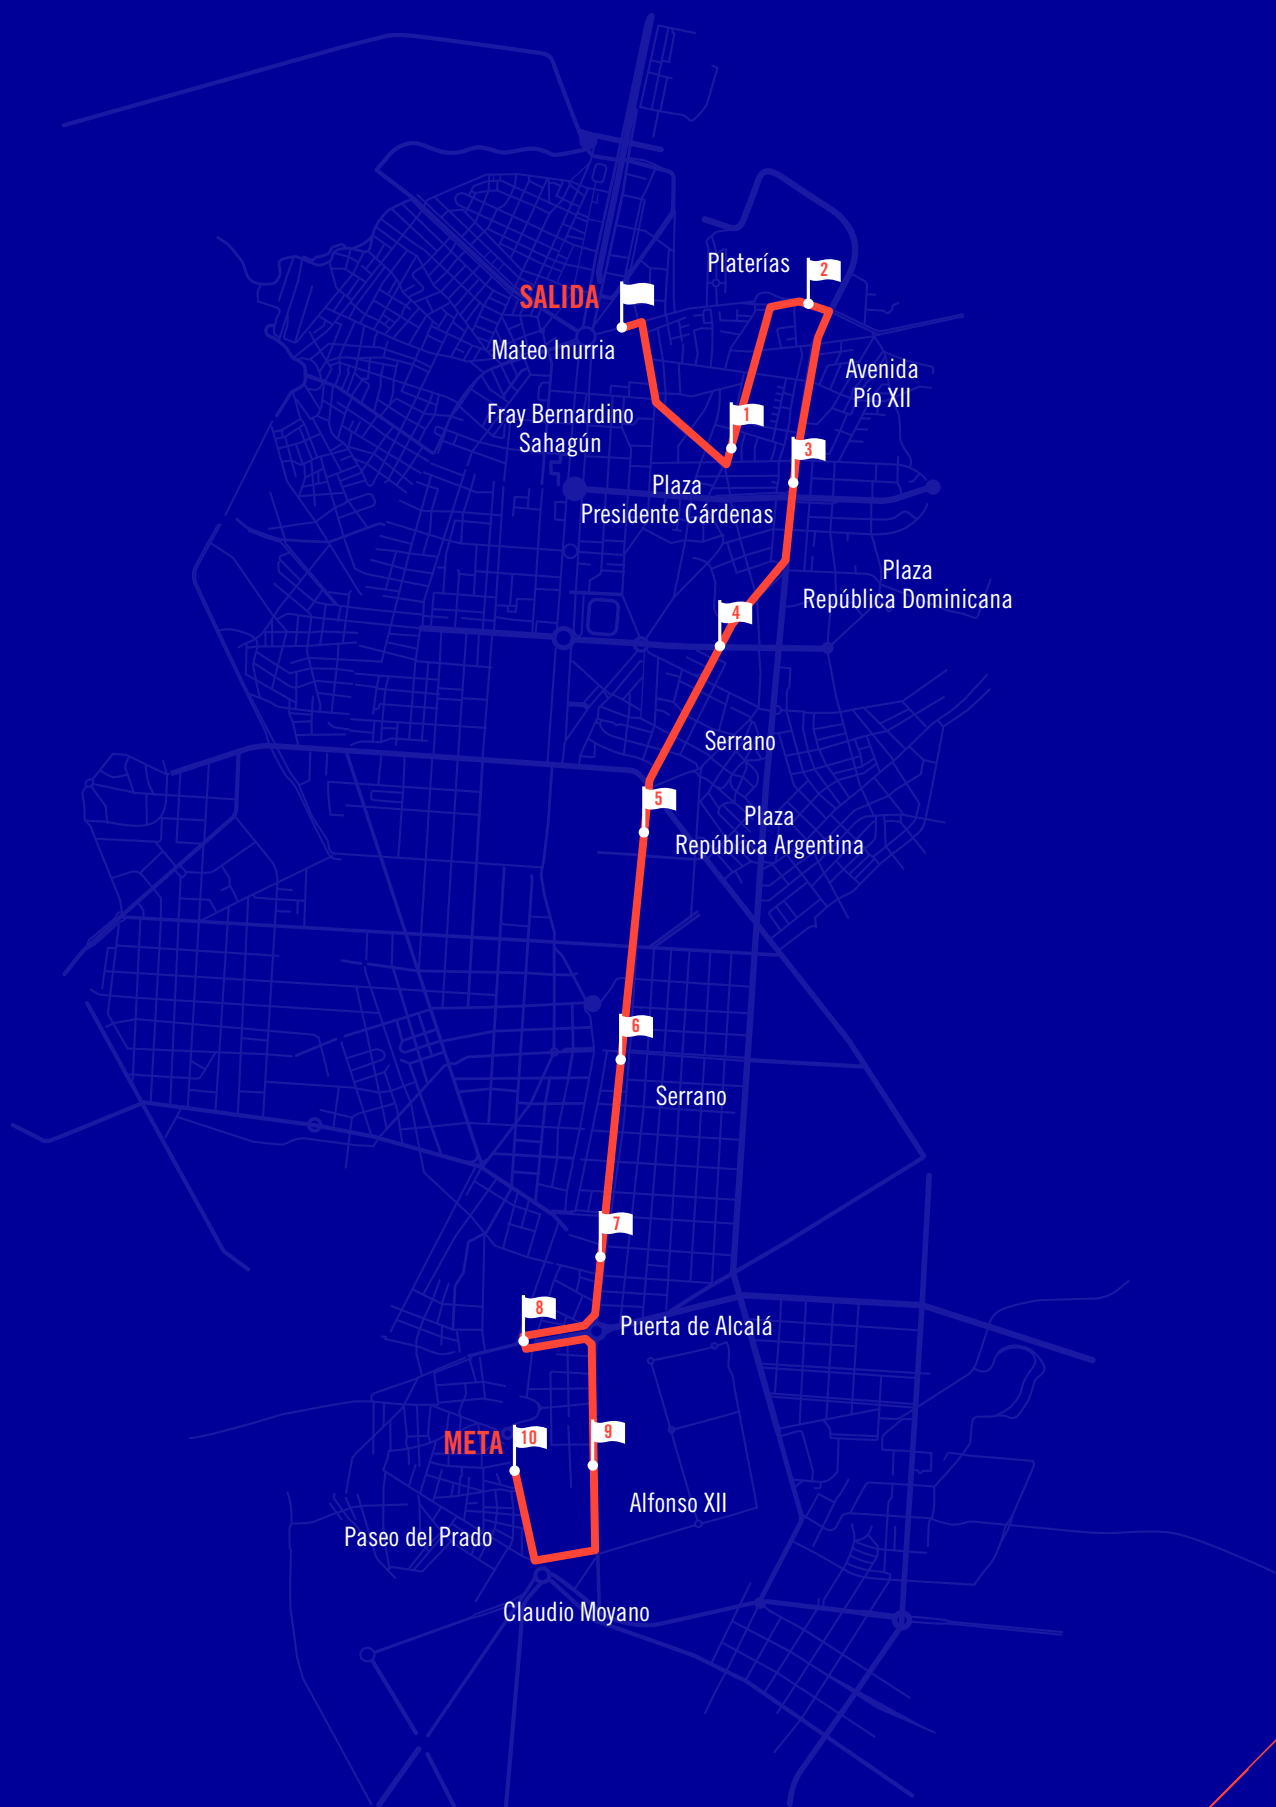 Platerías
2
SALIDA
Mateo Inurria
Avenida
Pío XII
Fray Bernardino
Sahagún
1
3
Plaza
Presidente Cárdenas
Plaza
República Dominicana
4
Serrano
5
Plaza
República Argentina
6
Serrano
7
8
Puerta de Alcalá
META
10
9
Alfonso XII
Paseo del Prado
Claudio Moyano